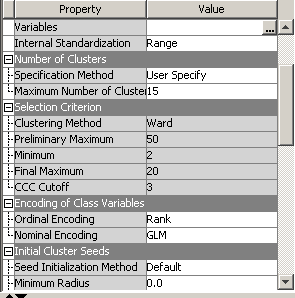 Property Value
Variables ...
Internal Standardization Range
Number of Clusters
Specification Method User Specify
Maximum Number of Cluste 15
Selection Criterion
Clustering Method Ward
Preliminary Maximum 50
Minimum 2
Final Maximum 20
CCC Cutoff 3
Encoding of Class Variables
Ordinal Encoding Rank
Nominal Encoding GLM
Initial Cluster Seeds
Seed Initialization Method Default
Minimum Radius 0.0